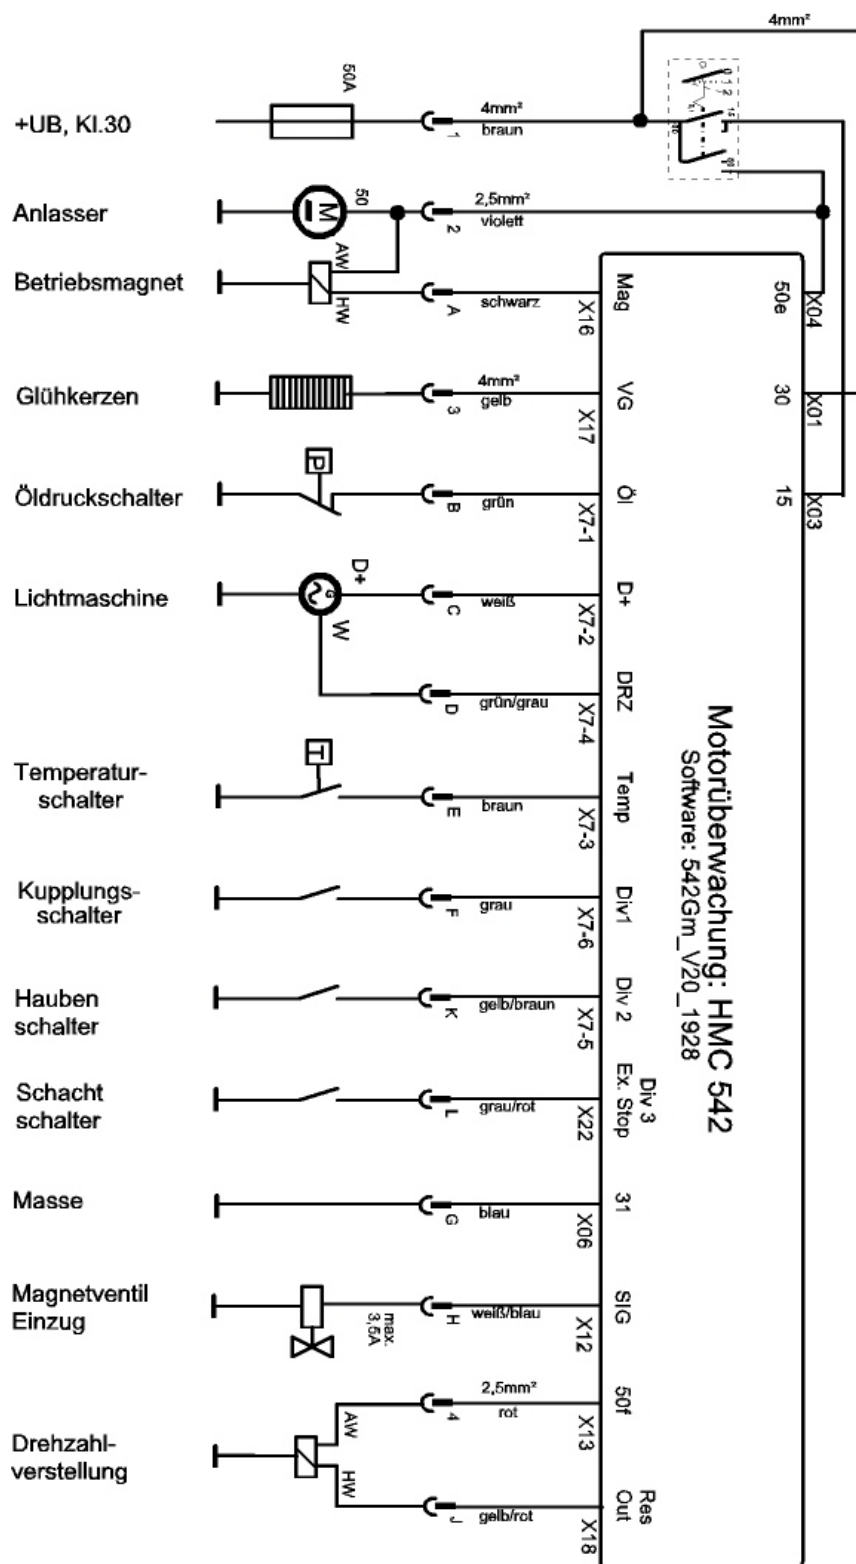 4mm²
50A
0 1 2
4mm²
+UB, Kl.30
1
braun
15
30
50
2,5mm²
Anlasser
M
2
violett
AW
Betriebsmagnet
HW
A
schwarz
X16
Mag
50e
X04
4mm²
Glühkerzen
3
gelb
X17
VG
30
X01
P
Öldruckschalter
B
grün
X7-1
Öl
15
X03
D+
Lichtmaschine
G
W
C
weiß
X7-2
D+
D
grün/grau
X7-4
DRZ
Motorüberwachung: HMC 542
Software: 542Gm_V20_1928
T
Temperatur-
schalter
E
braun
X7-3
Temp
Kupplungs-
schalter
F
grau
X7-6
Div1
Hauben
schalter
K
gelb/braun
X7-5
Div 2
Schacht
schalter
L
grau/rot
X22
Div 3
Ex. Stop
Masse
G
blau
X06
31
Magnetventil
Einzug
max.
3,5A
H
weiß/blau
X12
SIG
2,5mm²
AW
4
rot
X13
50f
Drehzahl-
verstellung
HW
J
gelb/rot
X18
Res
Out